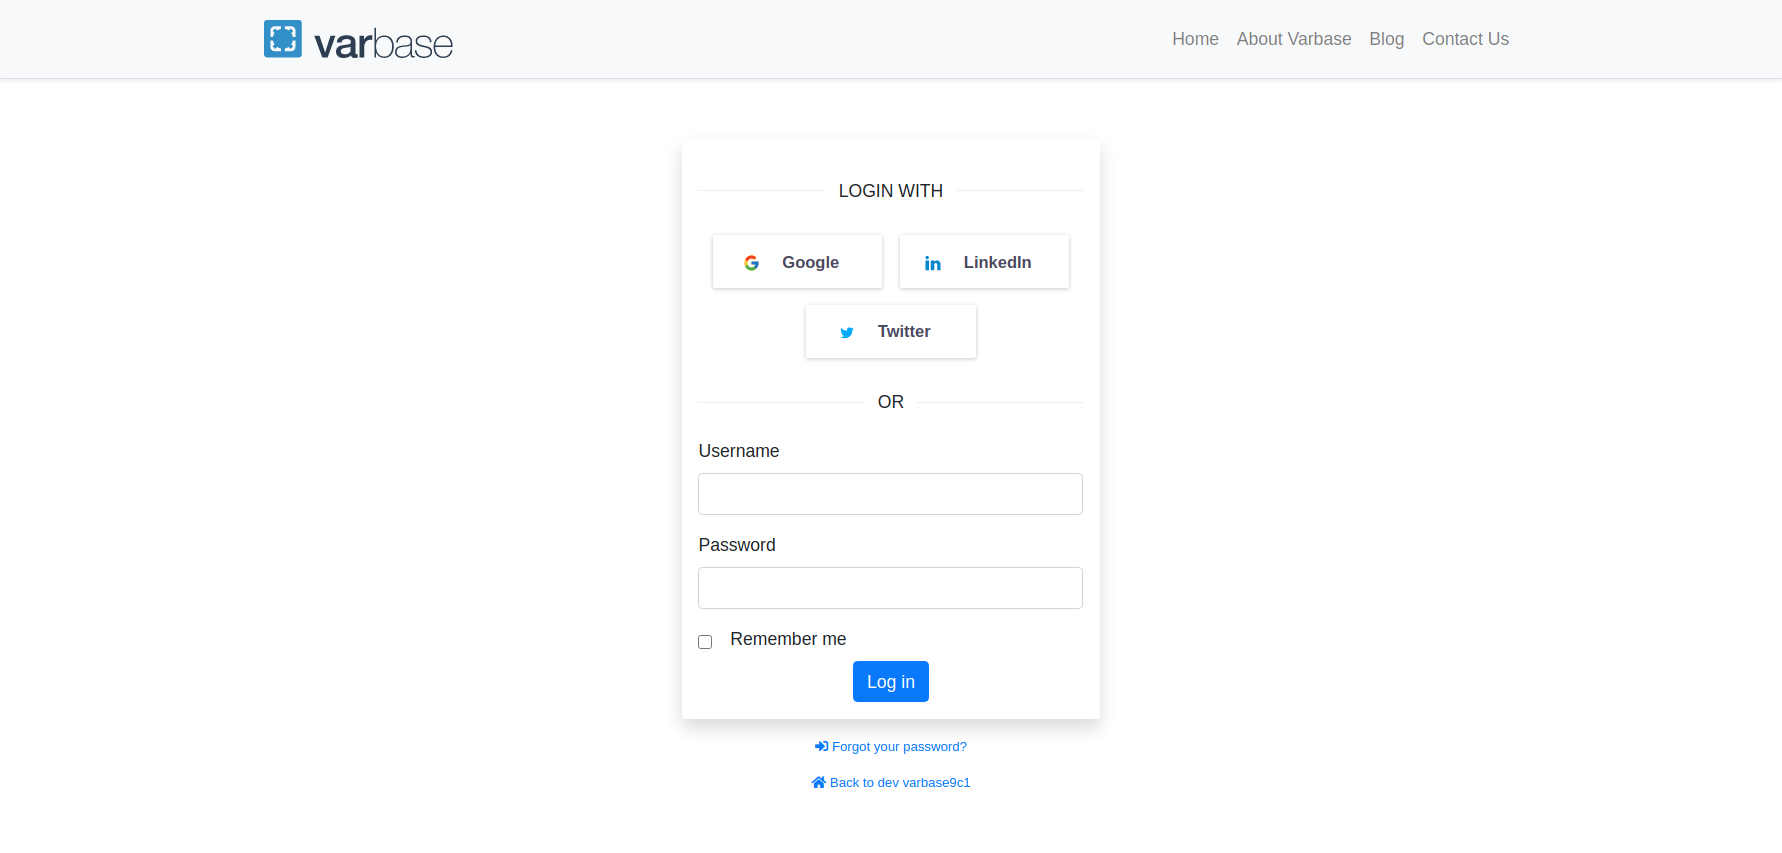 varbase
Home About Varbase Blog Contact Us
LOGIN WITH
Google LinkedIn
Twitter
OR
Username
Password
Remember me
Log in
Forgot your password?
Back to dev varbase9c1